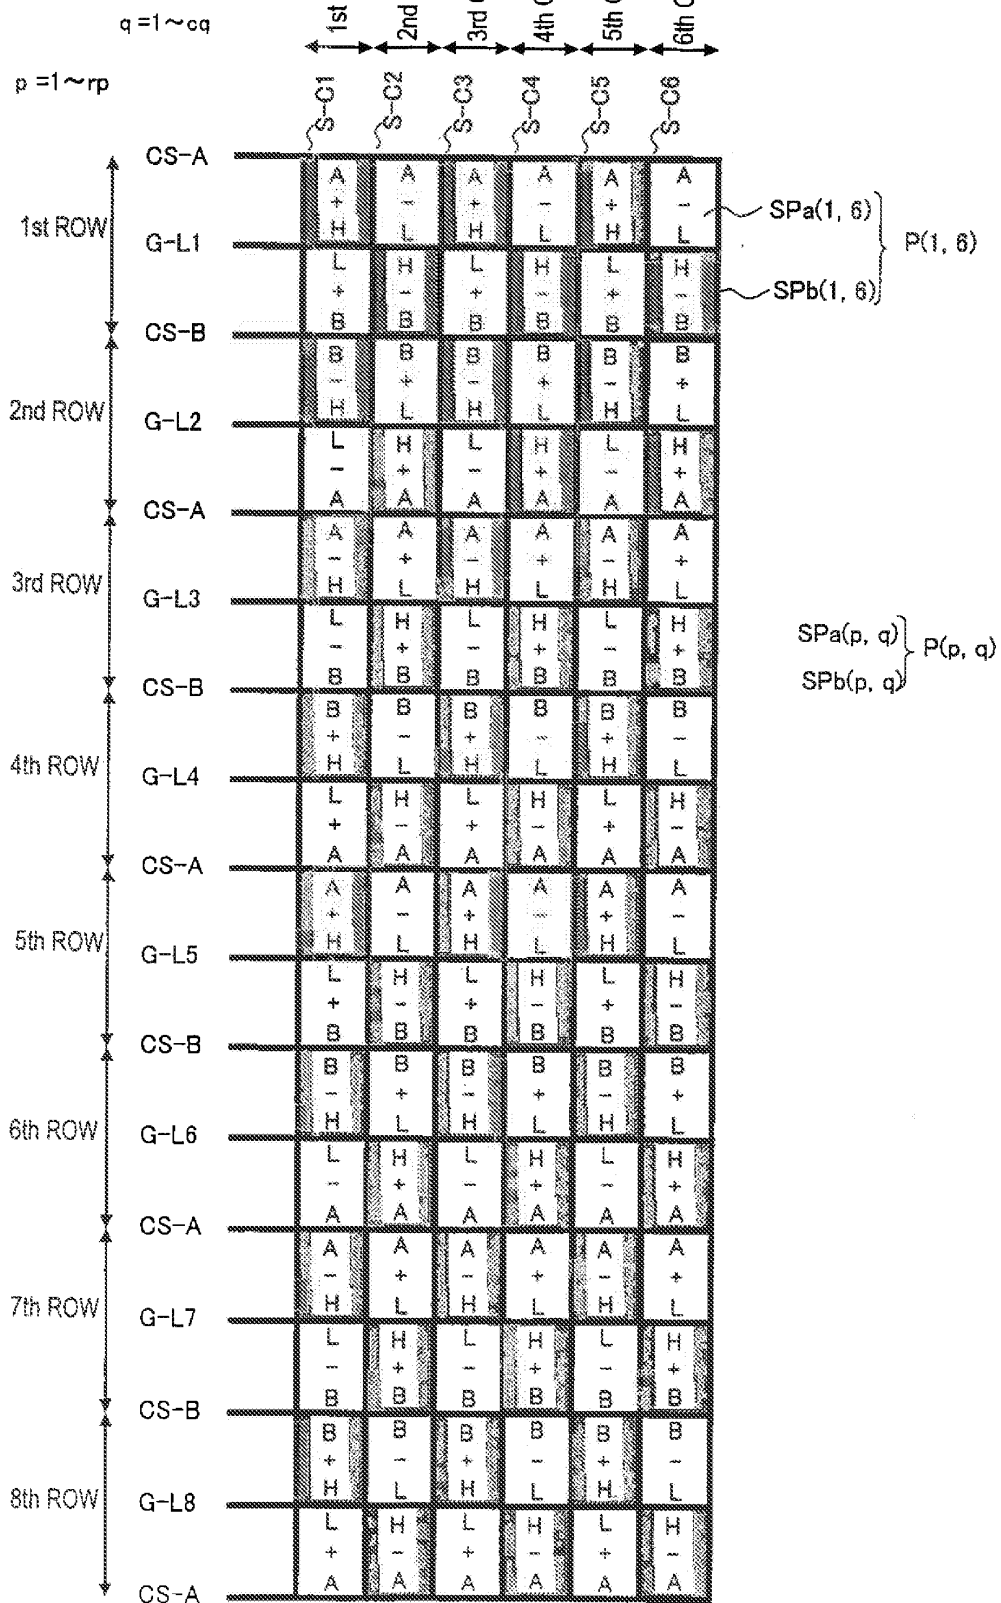 q = 1~cq
1st
2nd
3rd
4th
5th
6th
p =1~rp
S-C1
S-C2
S-C3
S-C4
S-C5
S-C6
CS-A
A A A A A A
+ - + - + -
1st ROW
H L H L H L
SPa(1, 6)
P(1, 6)
G-L1
L H L H L H
+ - + - + -
SPb(1, 6)
B B B B B B
CS-B
B B B B B B
- + - + - +
2nd ROW
H L H L H L
G-L2
L H L H L H
- + - + - +
A A A A A A
CS-A
A A A A A A
- + - + - +
3rd ROW
H L H L H L
G-L3
L H L H L H
- + - + - +
B B B B B B
SPa(p, q)
P(p, q)
SPb(p, q)
CS-B
B B B B B B
+ - + - + -
4th ROW
H L H L H L
G-L4
L H L H L H
+ - + - + -
A A A A A A
CS-A
A A A A A A
+ - + - + -
5th ROW
H L H L H L
G-L5
L H L H L H
+ - + - + -
B B B B B B
CS-B
B B B B B B
- + - + - +
6th ROW
H L H L H L
G-L6
L H L H L H
- + - + - +
A A A A A A
CS-A
A A A A A A
- + - + - +
7th ROW
H L H L H L
G-L7
L H L H L H
- + - + - +
B B B B B B
CS-B
B B B B B B
+ - + - + -
8th ROW
H L H L H L
G-L8
L H L H L H
+ - + - + -
A A A A A A
CS-A